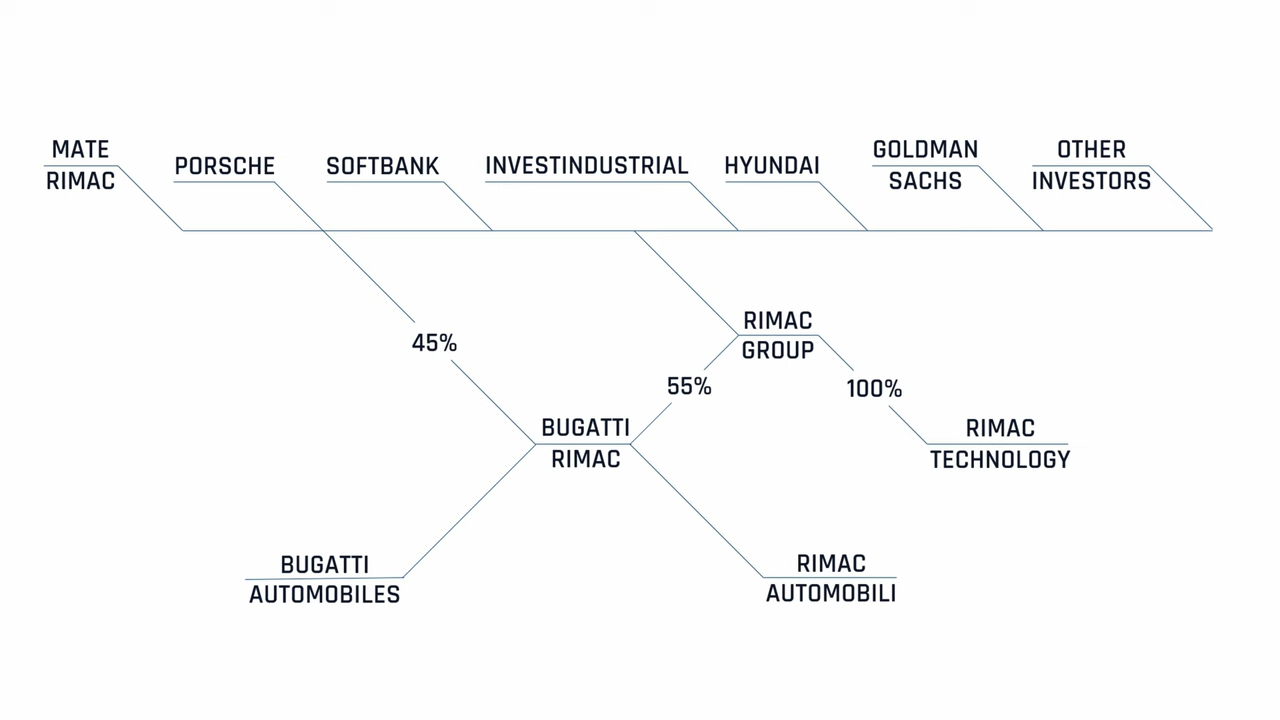 MATE
RIMAC
PORSCHE
SOFTBANK
INVESTINDUSTRIAL
HYUNDAI
GOLDMAN
SACHS
OTHER
INVESTORS
RIMAC
GROUP
45%
55%
100%
BUGATTI
RIMAC
RIMAC
TECHNOLOGY
BUGATTI
AUTOMOBILES
RIMAC
AUTOMOBILI